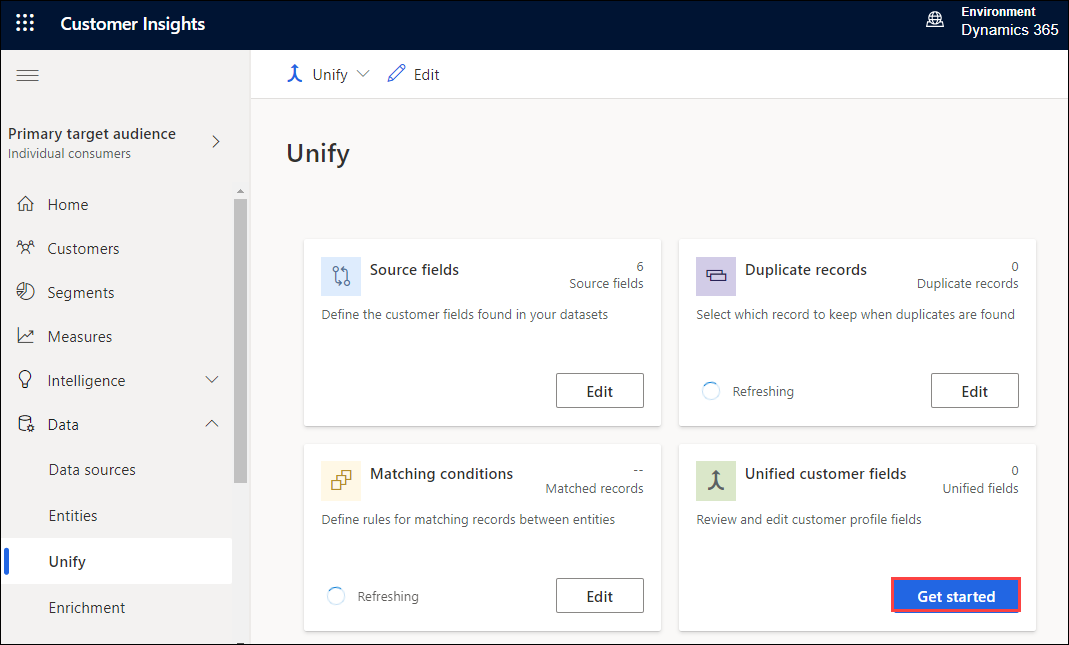 Customer Insights
Environment
Dynamics 365
Unify
Edit
Primary target audience
Individual consumers
Home
Customers
Segments
Measures
Intelligence
Data
Data sources
Entities
Unify
Enrichment
Unify
Source fields
6
Source fields
Define the customer fields found in your datasets
Edit
Duplicate records
0
Duplicate records
Select which record to keep when duplicates are found
Refreshing
Edit
Matching conditions
--
Matched records
Define rules for matching records between entities
Refreshing
Edit
Unified customer fields
0
Unified fields
Review and edit customer profile fields
Get started